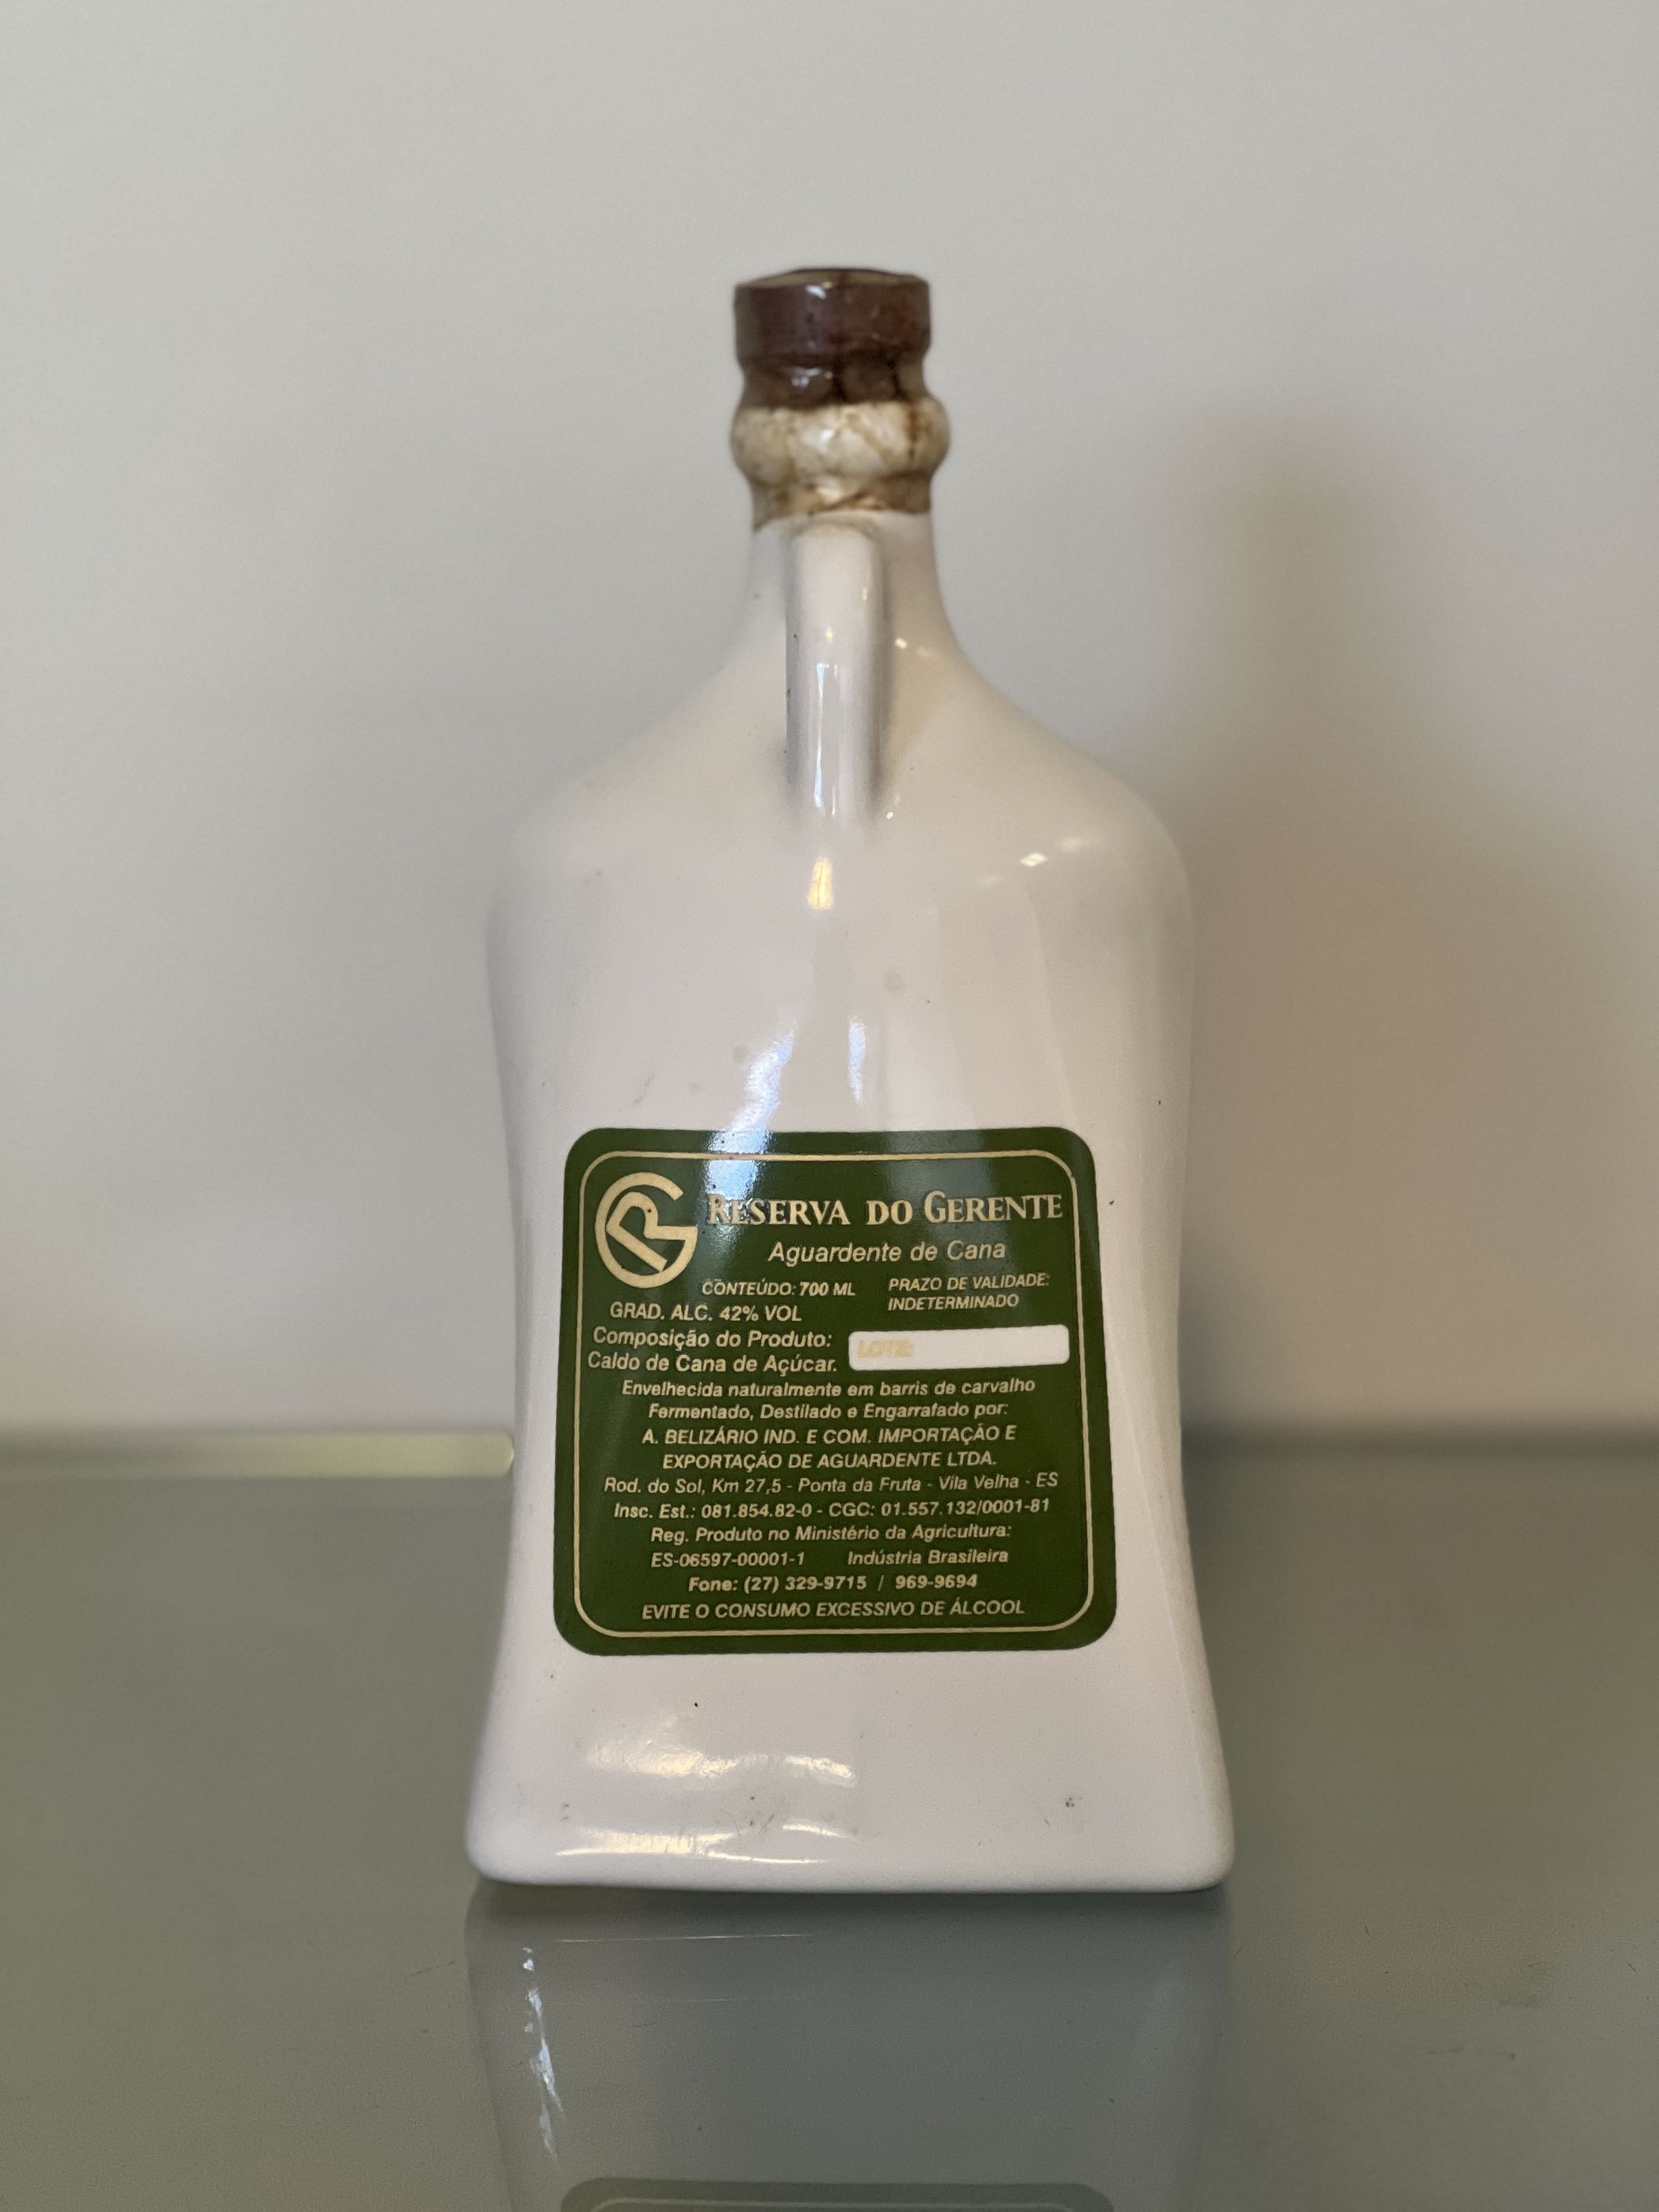 RESERVA DO GERENTE
Aguardente de Cana
CONTEÚDO: 700 ML
PRAZO DE VALIDADE:
INDETERMINADO
GRAD. ALC. 42% VOL
Composição do Produto:
Caldo de Cana de Açúcar.
LOTE:
Envelhecida naturalmente em barris de carvalho
Fermentado, Destilado e Engarrafado por:
A. BELIZÁRIO IND. E COM. IMPORTAÇÃO E
EXPORTAÇÃO DE AGUARDENTE LTDA.
Rod. do Sol, Km 27,5 - Ponta da Fruta - Vila Velha - ES
Insc. Est.: 081.854.82-0 - CGC: 01.557.132/0001-81
Reg. Produto no Ministério da Agricultura:
ES-06597-00001-1 Indústria Brasileira
Fone: (27) 329-9715 / 969-9694
EVITE O CONSUMO EXCESSIVO DE ÁLCOOL